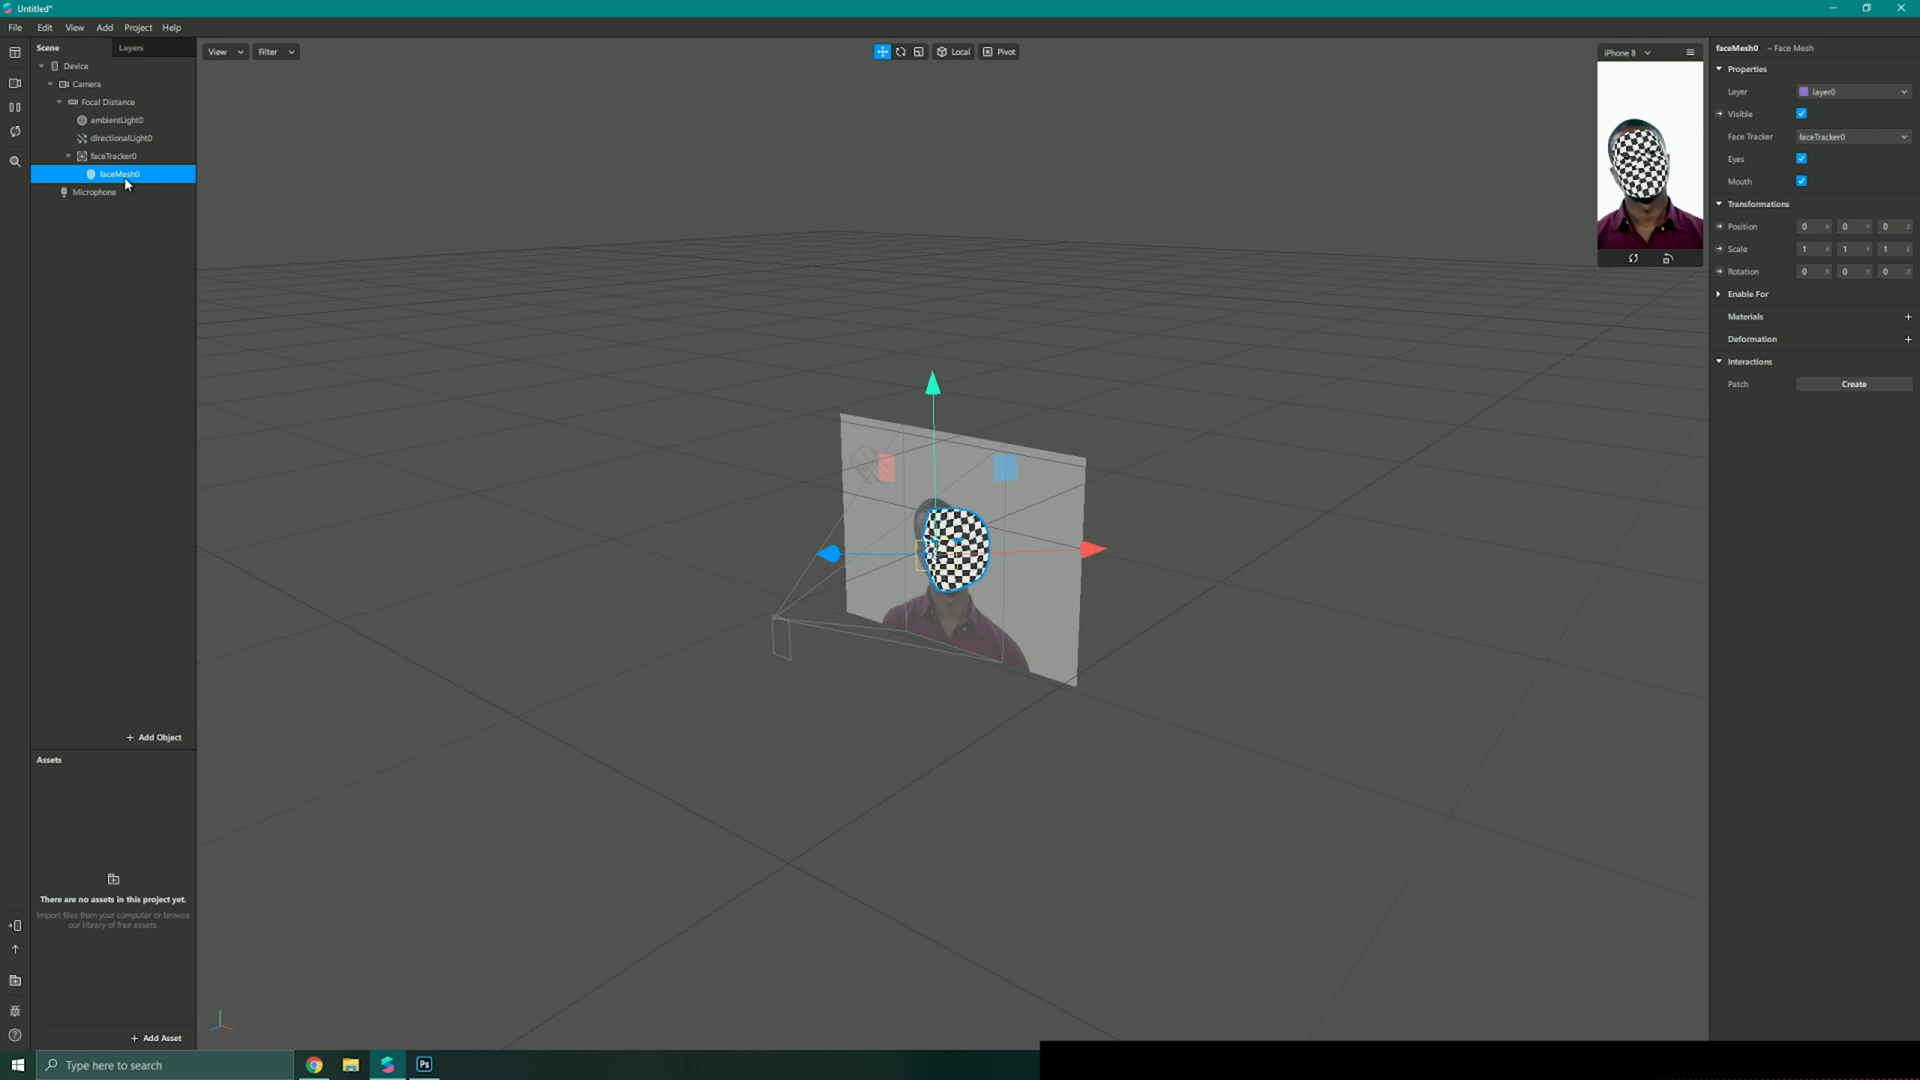 Untitled*
File Edit View Add Project Help
Scene Layers
Device
Camera
Focal Distance
ambientLight0
directionalLight0
faceTracker0
faceMesh0
Microphone
+ Add Object
Assets
There are no assets in this project yet.
Import files from your computer or browse
our library of free assets.
+ Add Asset
View Filter
Local Pivot
iPhone 8
faceMesh0 – Face Mesh
Properties
Layer layer0
Visible
Face Tracker faceTracker0
Eyes
Mouth
Transformations
Position 0 X 0 Y 0 Z
Scale 1 X 1 Y 1 Z
Rotation 0 X 0 Y 0 Z
Enable For
Materials +
Deformation +
Interactions
Patch Create
Type here to search
Ps